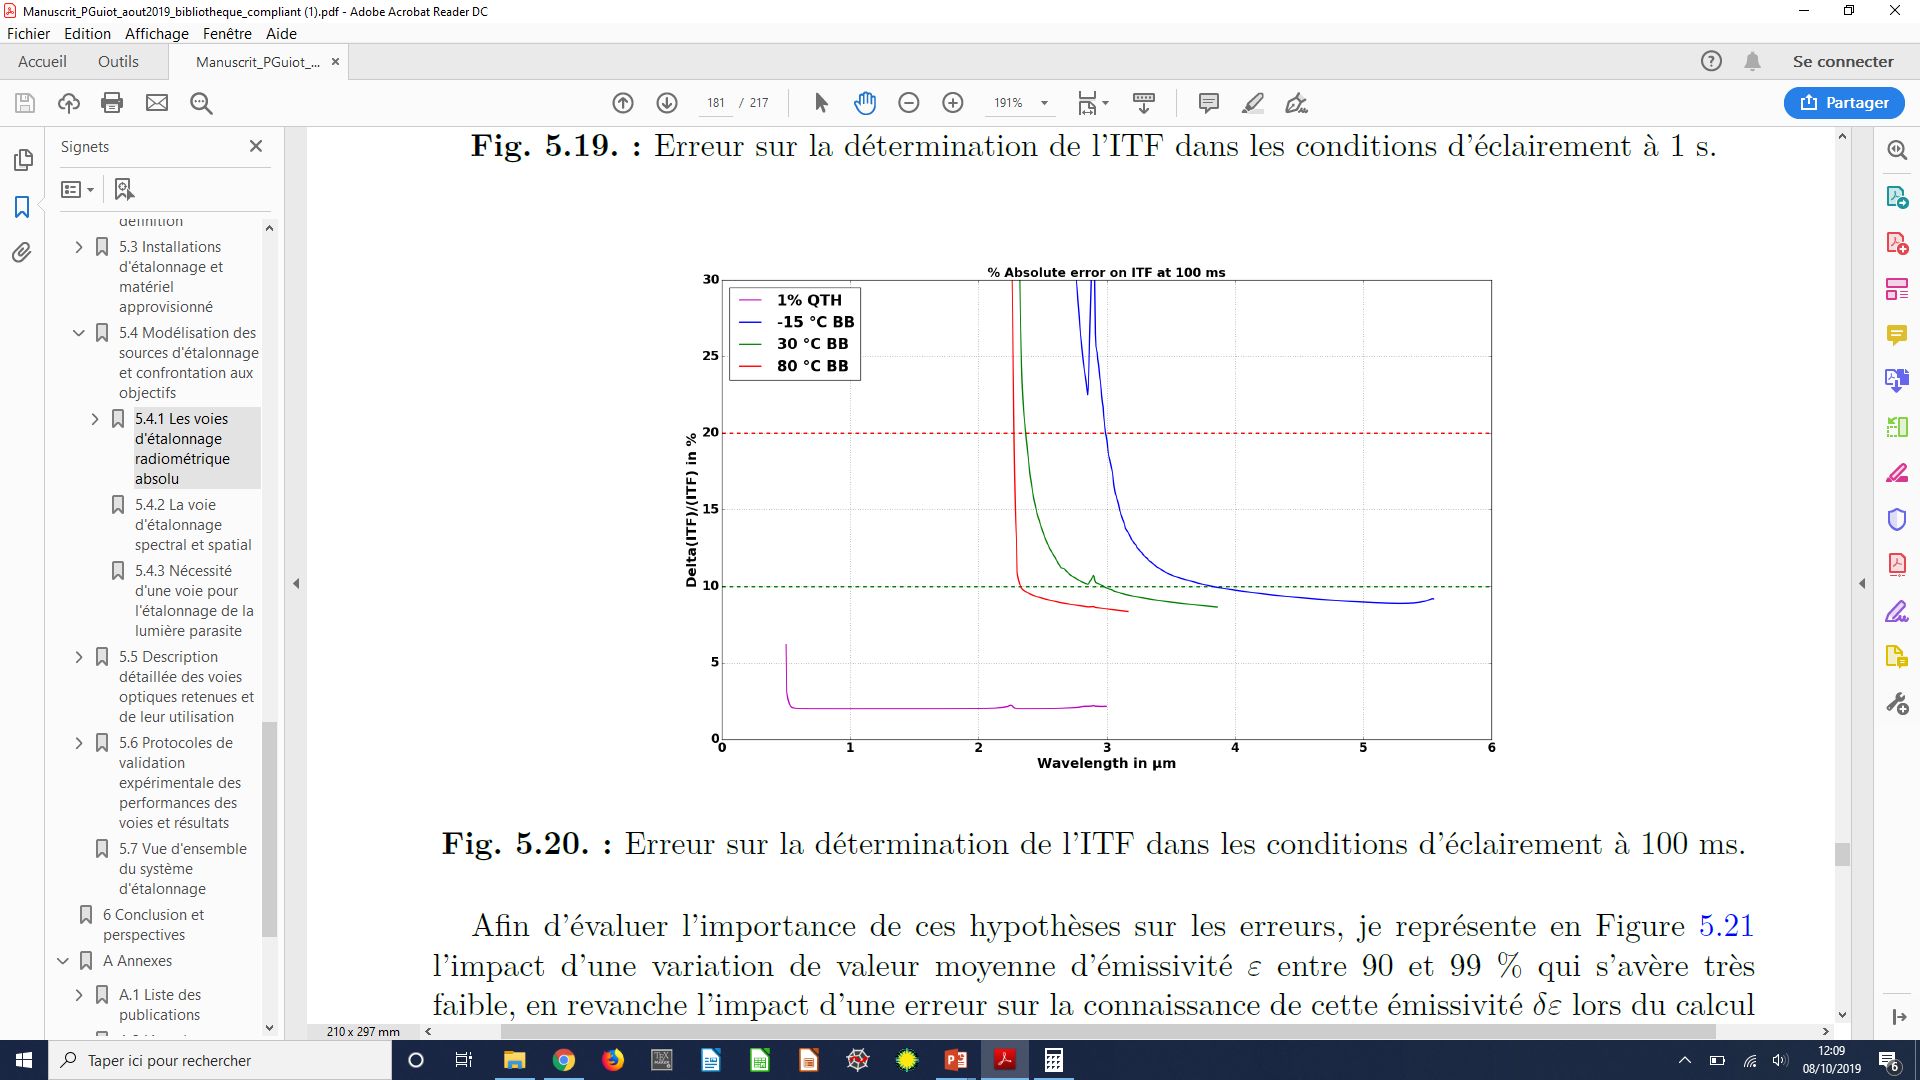 Manuscrit_PGuiot_aout2019_bibliotheque_compliant (1).pdf - Adobe Acrobat Reader DC
Fichier Edition Affichage Fenêtre Aide
Accueil Outils Manuscrit_PGuiot_... × Se connecter
181 / 217 191% Partager
Signets
définition
5.3 Installations
d'étalonnage et
matériel
approvisionné
5.4 Modélisation des
sources d'étalonnage
et confrontation aux
objectifs
5.4.1 Les voies
d'étalonnage
radiométrique
absolu
5.4.2 La voie
d'étalonnage
spectral et spatial
5.4.3 Nécessité
d'une voie pour
l'étalonnage de la
lumière parasite
5.5 Description
détaillée des voies
optiques retenues et
de leur utilisation
5.6 Protocoles de
validation
expérimentale des
performances des
voies et résultats
5.7 Vue d'ensemble
du système
d'étalonnage
6 Conclusion et
perspectives
A Annexes
A.1 Liste des
publications
Fig. 5.19. : Erreur sur la détermination de l'ITF dans les conditions d'éclairement à 1 s.
% Absolute error on ITF at 100 ms
1% QTH
-15 °C BB
30 °C BB
80 °C BB
Delta(ITF)/(ITF) in %
30
25
20
15
10
5
0
0 1 2 3 4 5 6
Wavelength in µm
Fig. 5.20. : Erreur sur la détermination de l'ITF dans les conditions d'éclairement à 100 ms.
Afin d'évaluer l'importance de ces hypothèses sur les erreurs, je représente en Figure 5.21
l'impact d'une variation de valeur moyenne d'émissivité ε entre 90 et 99 % qui s'avère très
faible, en revanche l'impact d'une erreur sur la connaissance de cette émissivité δε lors du calcul
210 x 297 mm
Taper ici pour rechercher
12:09
08/10/2019
6